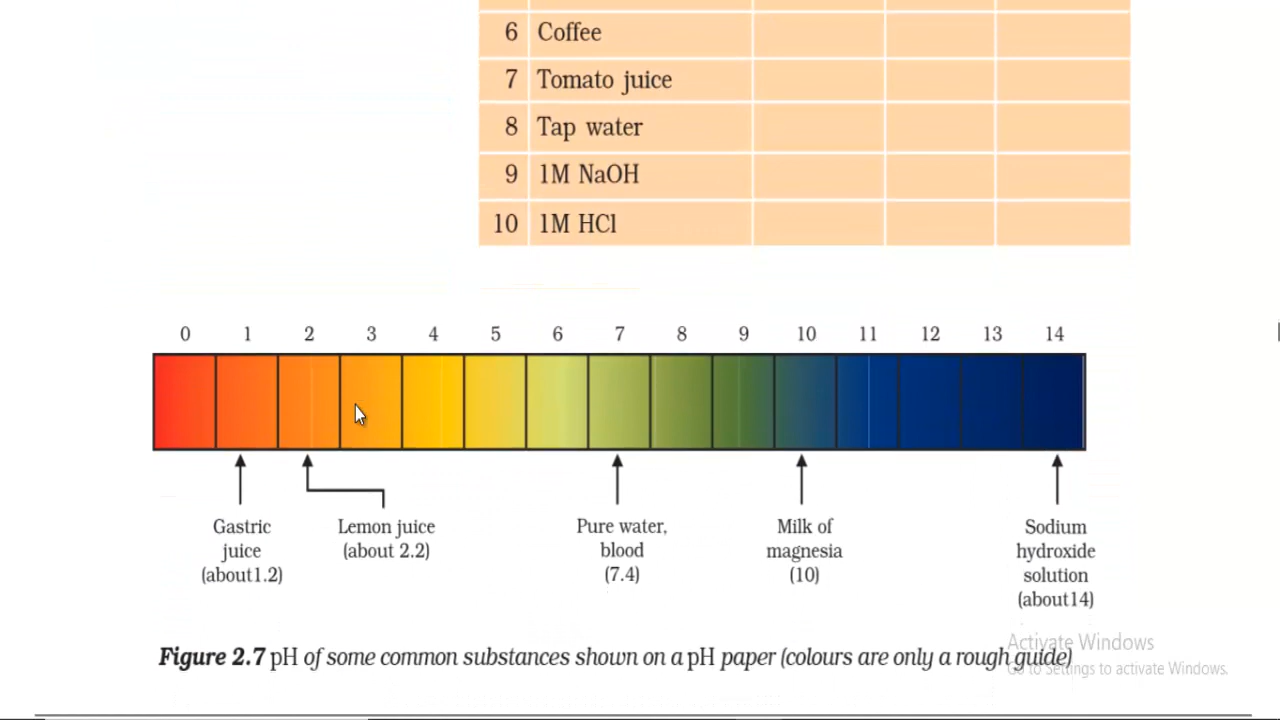 6 Coffee
7 Tomato juice
8 Tap water
9 1M NaOH
10 1M HCl
0 1 2 3 4 5 6 7 8 9 10 11 12 13 14
Gastric
juice
(about1.2)
Lemon juice
(about 2.2)
Pure water,
blood
(7.4)
Milk of
magnesia
(10)
Sodium
hydroxide
solution
(about14)
Figure 2.7 pH of some common substances shown on a pH paper (colours are only a rough guide)
Activate Windows
Go to Settings to activate Windows.